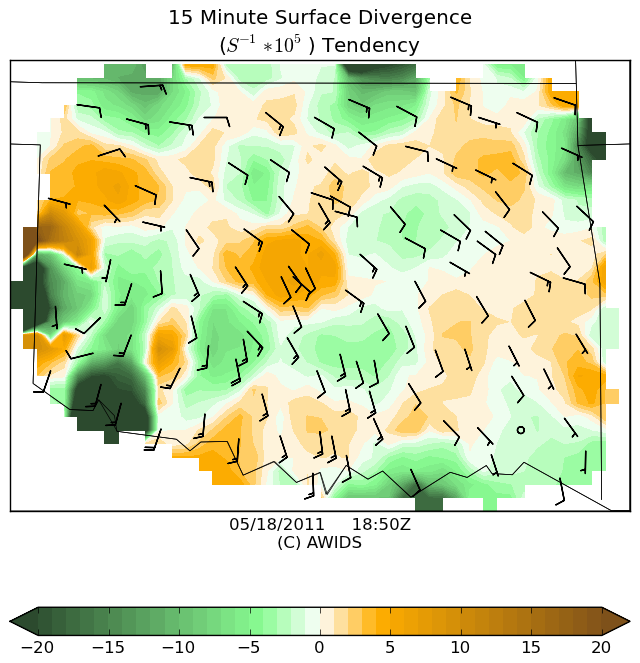 15 Minute Surface Divergence
(S⁻¹ *10⁵ ) Tendency
05/18/2011 18:50Z
(C) AWIDS
−20 −15 −10 −5 0 5 10 15 20